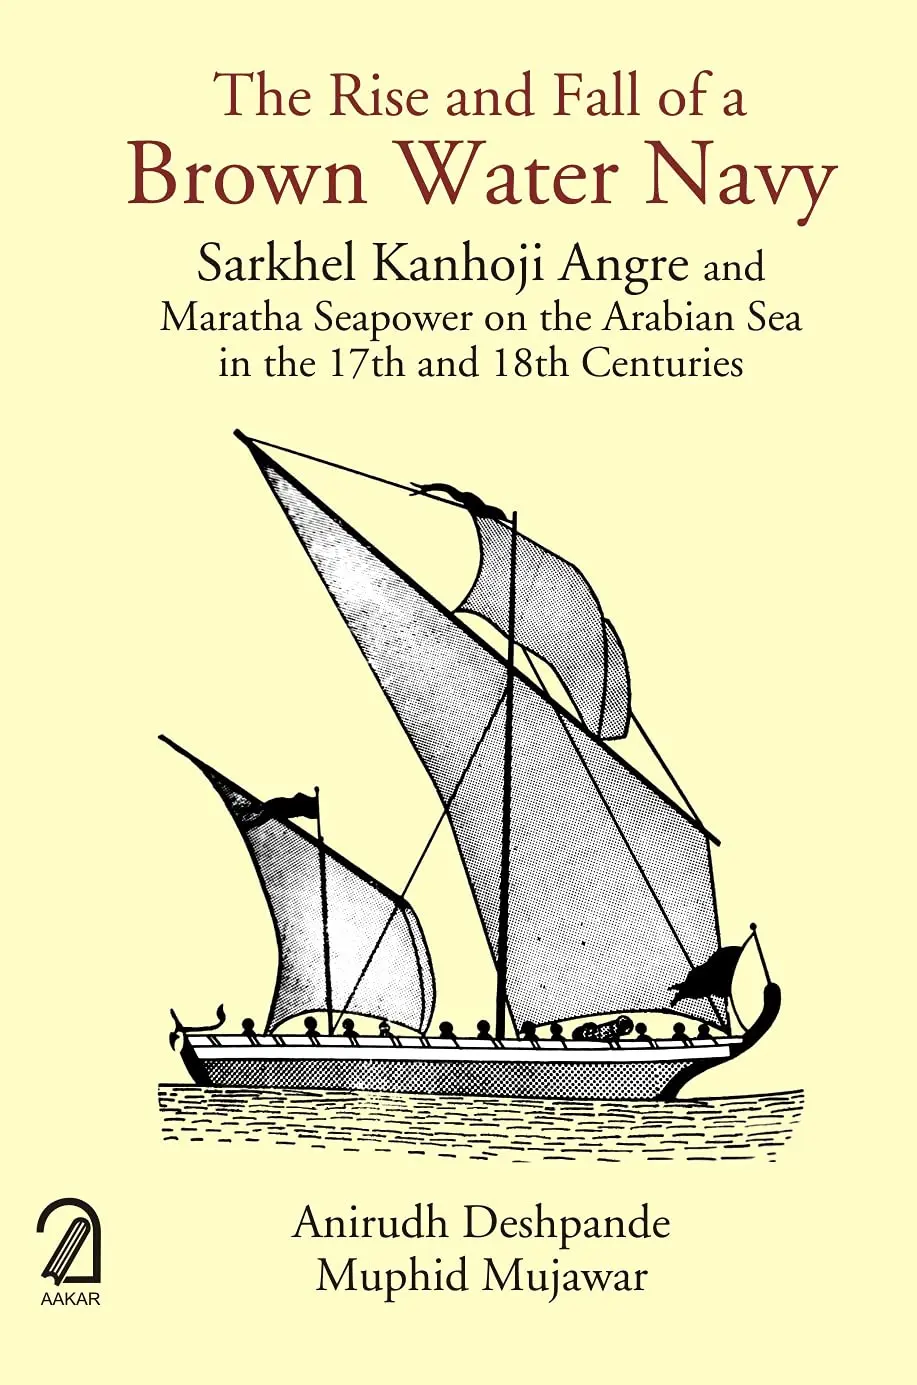 The Rise and Fall of a
Brown Water Navy
Sarkhel Kanhoji Angre and
Maratha Seapower on the Arabian Sea
in the 17th and 18th Centuries
Anirudh Deshpande
Muphid Mujawar
AAKAR